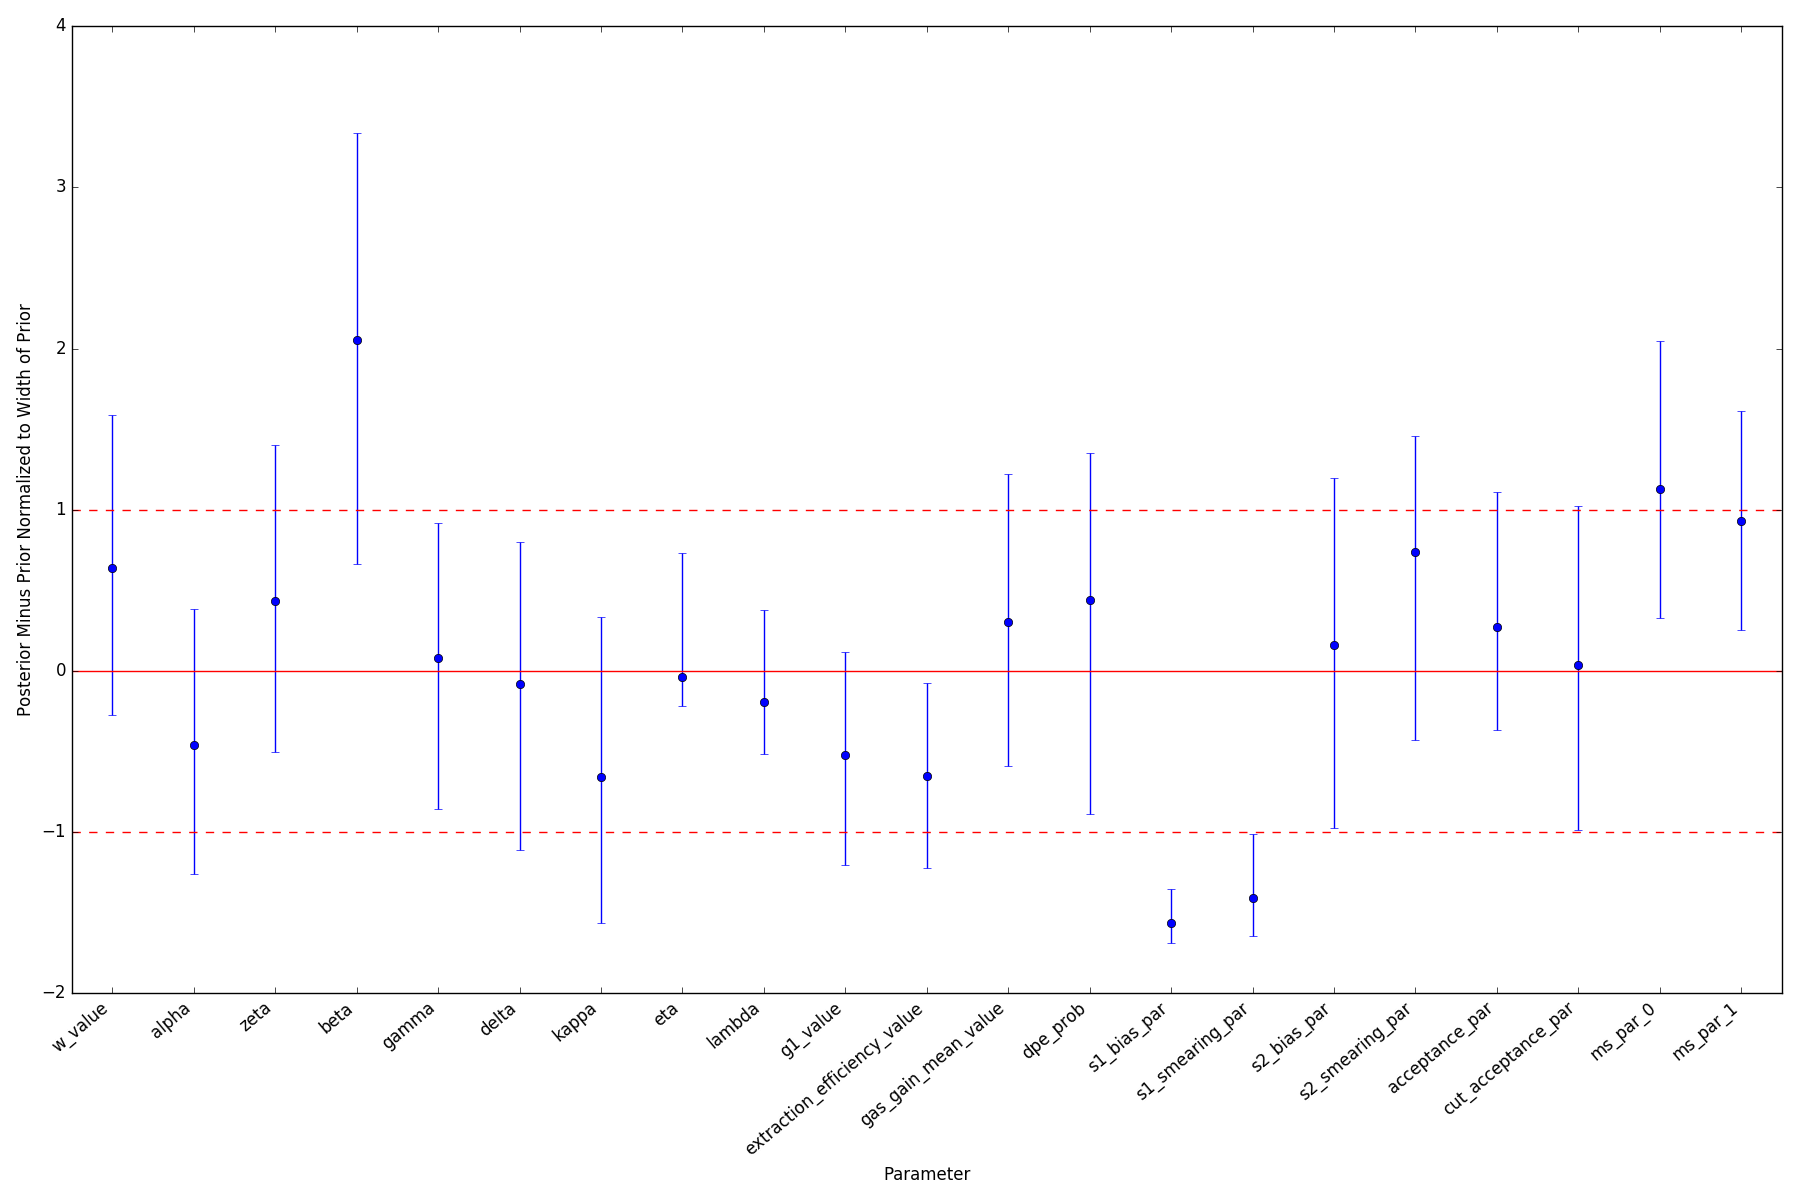 Posterior Minus Prior Normalized to Width of Prior
4
3
2
1
0
−1
−2
w_value
alpha
zeta
beta
gamma
delta
kappa
eta
lambda
g1_value
extraction_efficiency_value
gas_gain_mean_value
dpe_prob
s1_bias_par
s1_smearing_par
s2_bias_par
s2_smearing_par
acceptance_par
cut_acceptance_par
ms_par_0
ms_par_1
Parameter